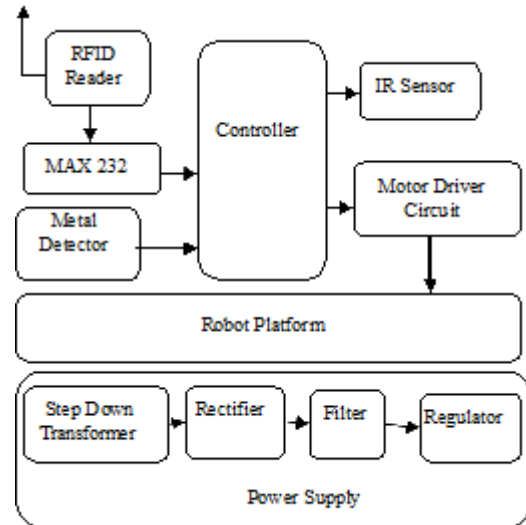 RFID
Reader
IR Sensor
Controller
MAX 232
Motor Driver
Circuit
Metal
Detector
Robot Platform
Step Down
Transformer
Rectifier
Filter
Regulator
Power Supply